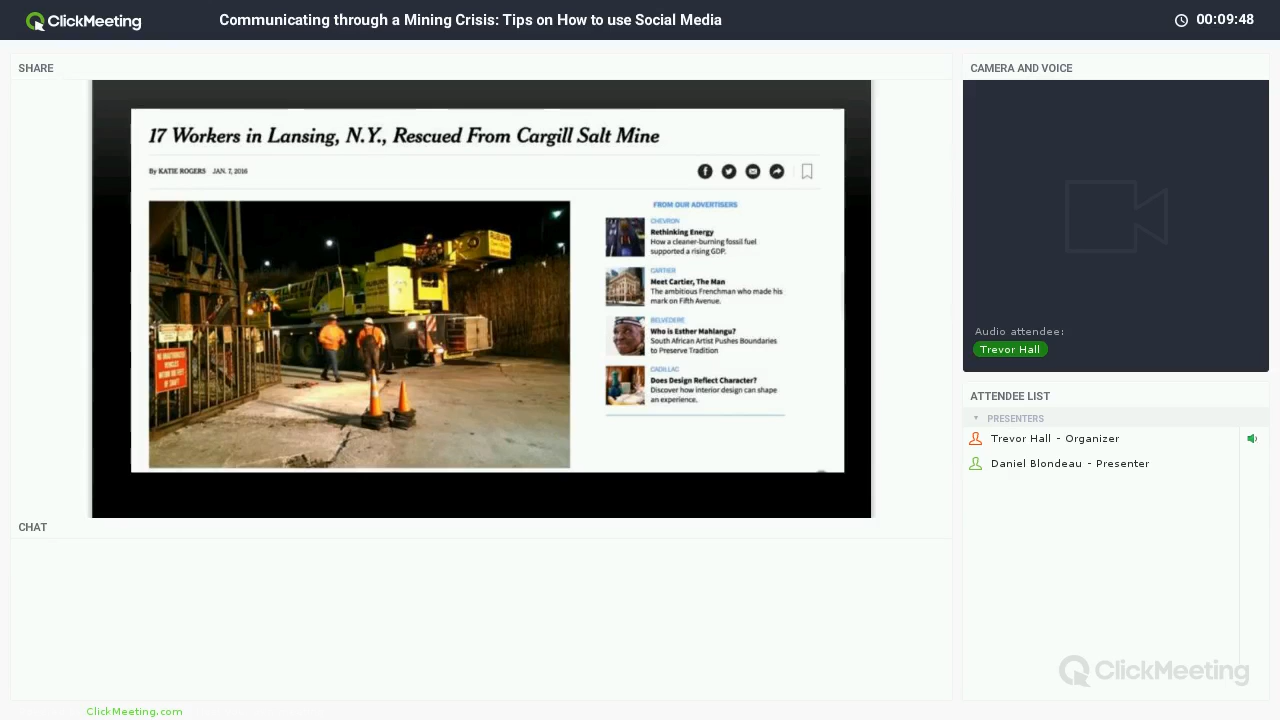 ClickMeeting
Communicating through a Mining Crisis: Tips on How to use Social Media
00:09:48
SHARE
17 Workers in Lansing, N.Y., Rescued From Cargill Salt Mine
By KATIE ROGERS JAN. 7, 2016
FROM OUR ADVERTISERS
CHEVRON
Rethinking Energy
How a cleaner-burning fossil fuel
supported a rising GDP.
CARTIER
Meet Cartier, The Man
The ambitious Frenchman who made his
mark on Fifth Avenue.
BELVEDERE
Who is Esther Mahlangu?
South African Artist Pushes Boundaries
to Preserve Tradition
CADILLAC
Does Design Reflect Character?
Discover how interior design can shape
an experience.
CHAT
CAMERA AND VOICE
Audio attendee:
Trevor Hall
ATTENDEE LIST
PRESENTERS
Trevor Hall - Organizer
Daniel Blondeau - Presenter
ClickMeeting
ClickMeeting.com